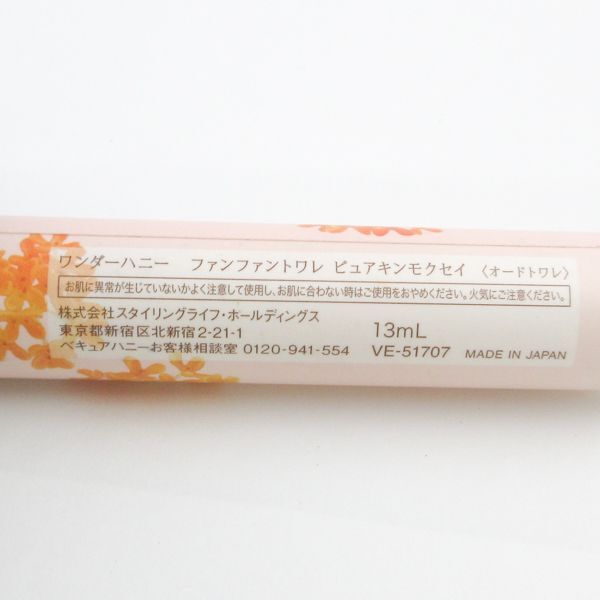 ワンダーハニー ファンファントワレ ピュアキンモクセイ 〈オードトワレ〉
お肌に異常が生じていないかよく注意して使用し、お肌に合わない時はご使用をおやめください。火気にご注意ください。
株式会社スタイリングライフ・ホールディングス
東京都新宿区北新宿2-21-1 13mL
ベキュアハニーお客様相談室 0120-941-554 VE-51707 MADE IN JAPAN